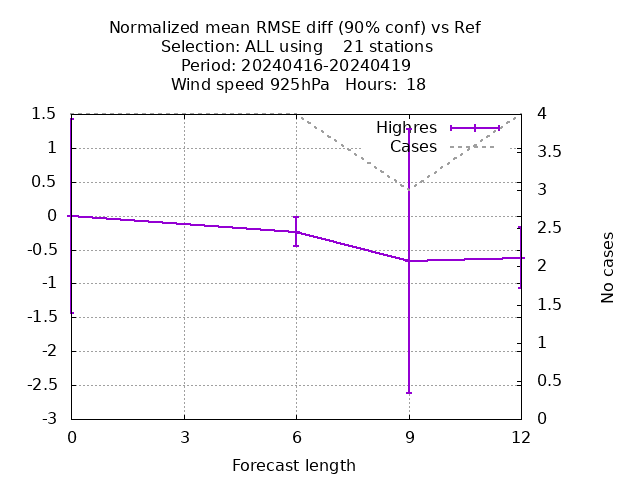 Normalized mean RMSE diff (90% conf) vs Ref
Selection: ALL using    21 stations
Period: 20240416-20240419
Wind speed 925hPa   Hours:  18
1.5
1
0.5
0
-0.5
-1
-1.5
-2
-2.5
-3
4
3.5
3
2.5
2
1.5
1
0.5
0
Highres
Cases
No cases
0 3 6 9 12
Forecast length